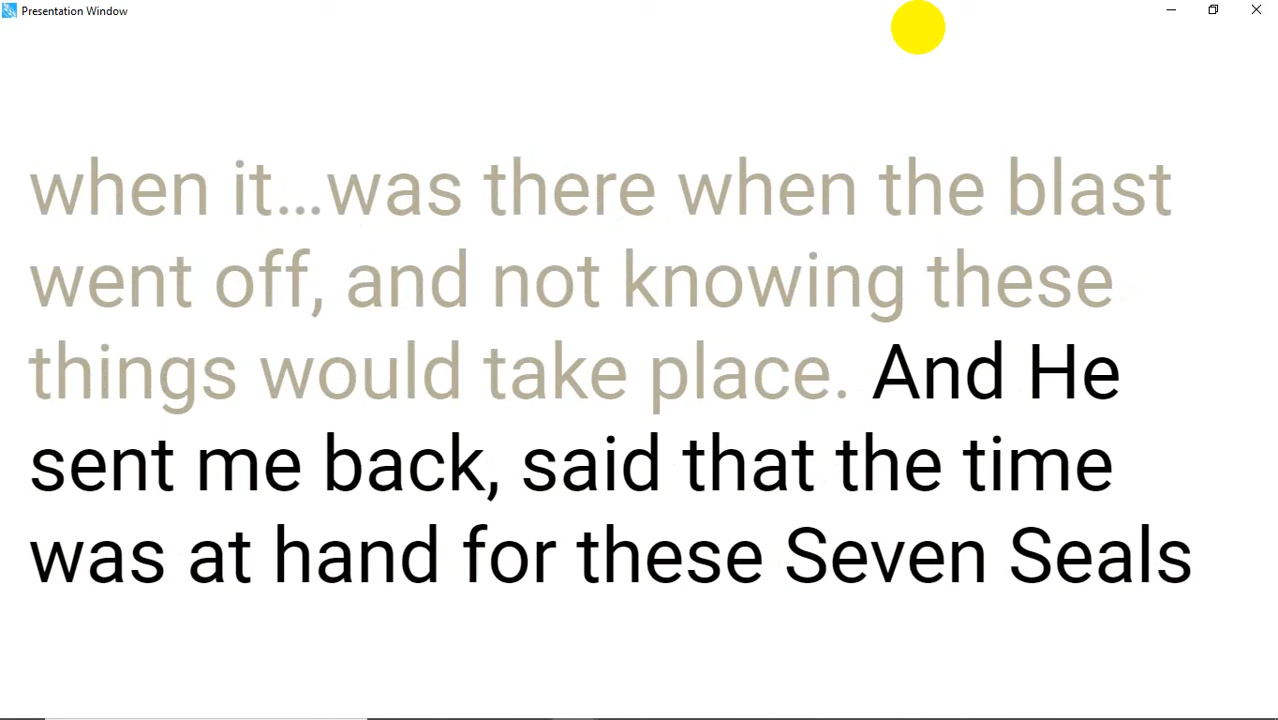 Presentation Window
when it…was there when the blast
went off, and not knowing these
things would take place. And He
sent me back, said that the time
was at hand for these Seven Seals